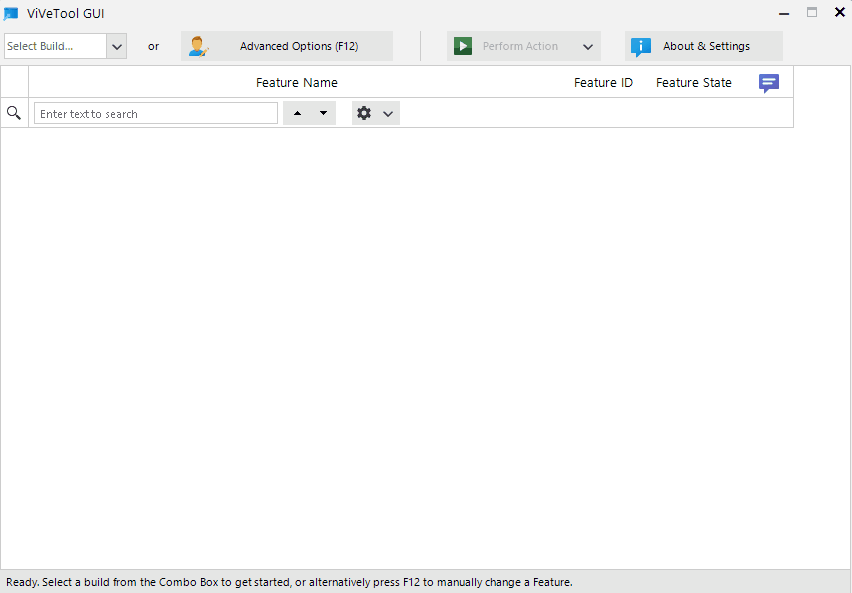 ViVeTool GUI
Select Build... or Advanced Options (F12) Perform Action About & Settings
Feature Name Feature ID Feature State
Enter text to search
Ready. Select a build from the Combo Box to get started, or alternatively press F12 to manually change a Feature.